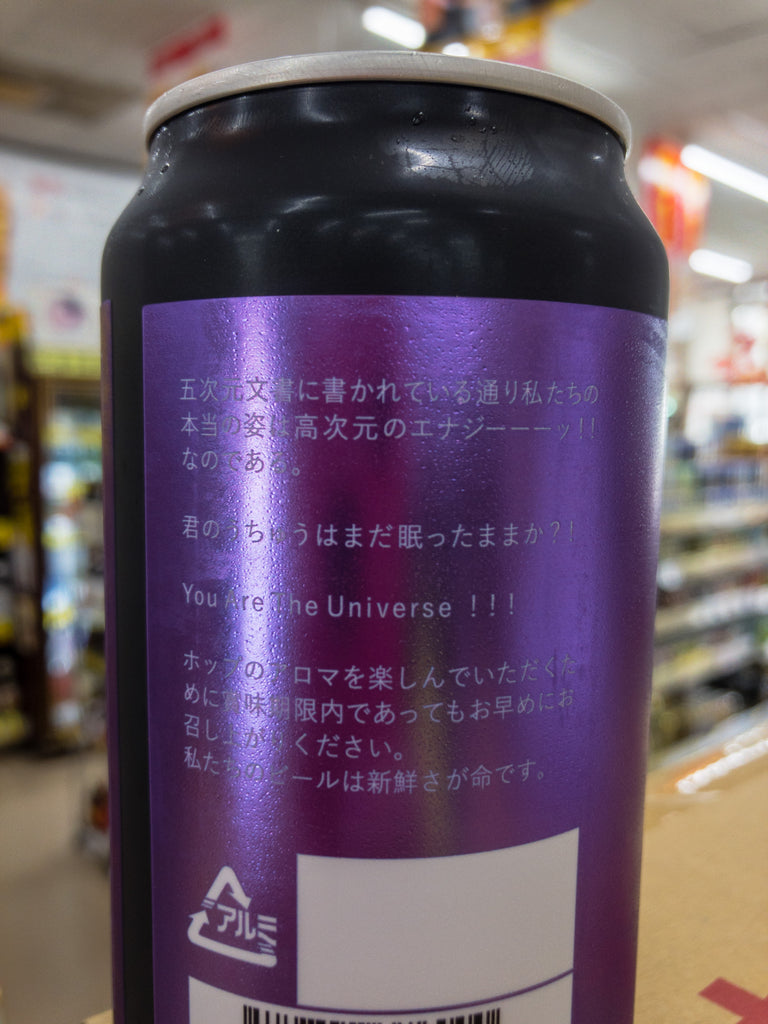 五次元文書に書かれている通り私たちの
本当の姿は高次元のエナジーーーッ!!
なのである。
君のうちゅうはまだ眠ったままか?!
You Are The Universe !!!
ホップのアロマを楽しんでいただくた
めに賞味期限内であってもお早めにお
召し上がりください。
私たちのビールは新鮮さが命です。
アルミ